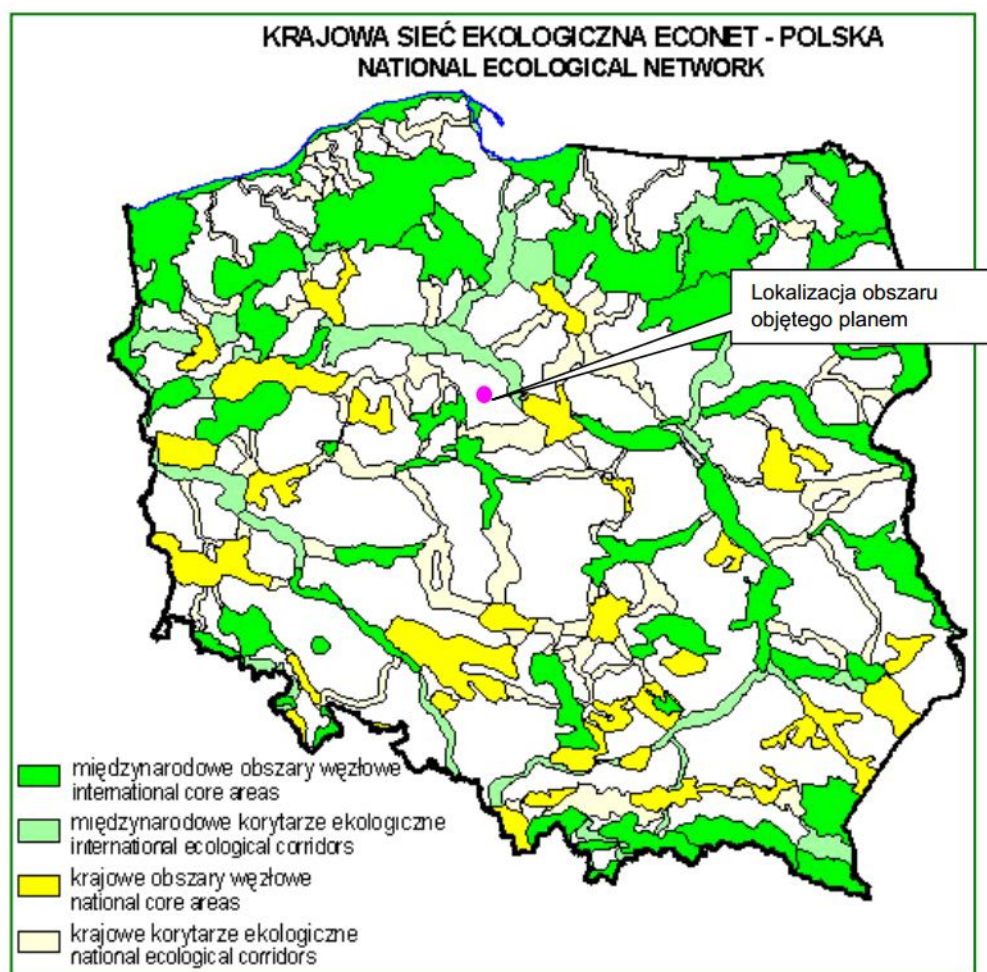 KRAJOWA SIEĆ EKOLOGICZNA ECONET - POLSKA
NATIONAL ECOLOGICAL NETWORK
Lokalizacja obszaru
objętego planem
międzynarodowe obszary węzłowe
international core areas
międzynarodowe korytarze ekologiczne
international ecological corridors
krajowe obszary węzłowe
national core areas
krajowe korytarze ekologiczne
national ecological corridors